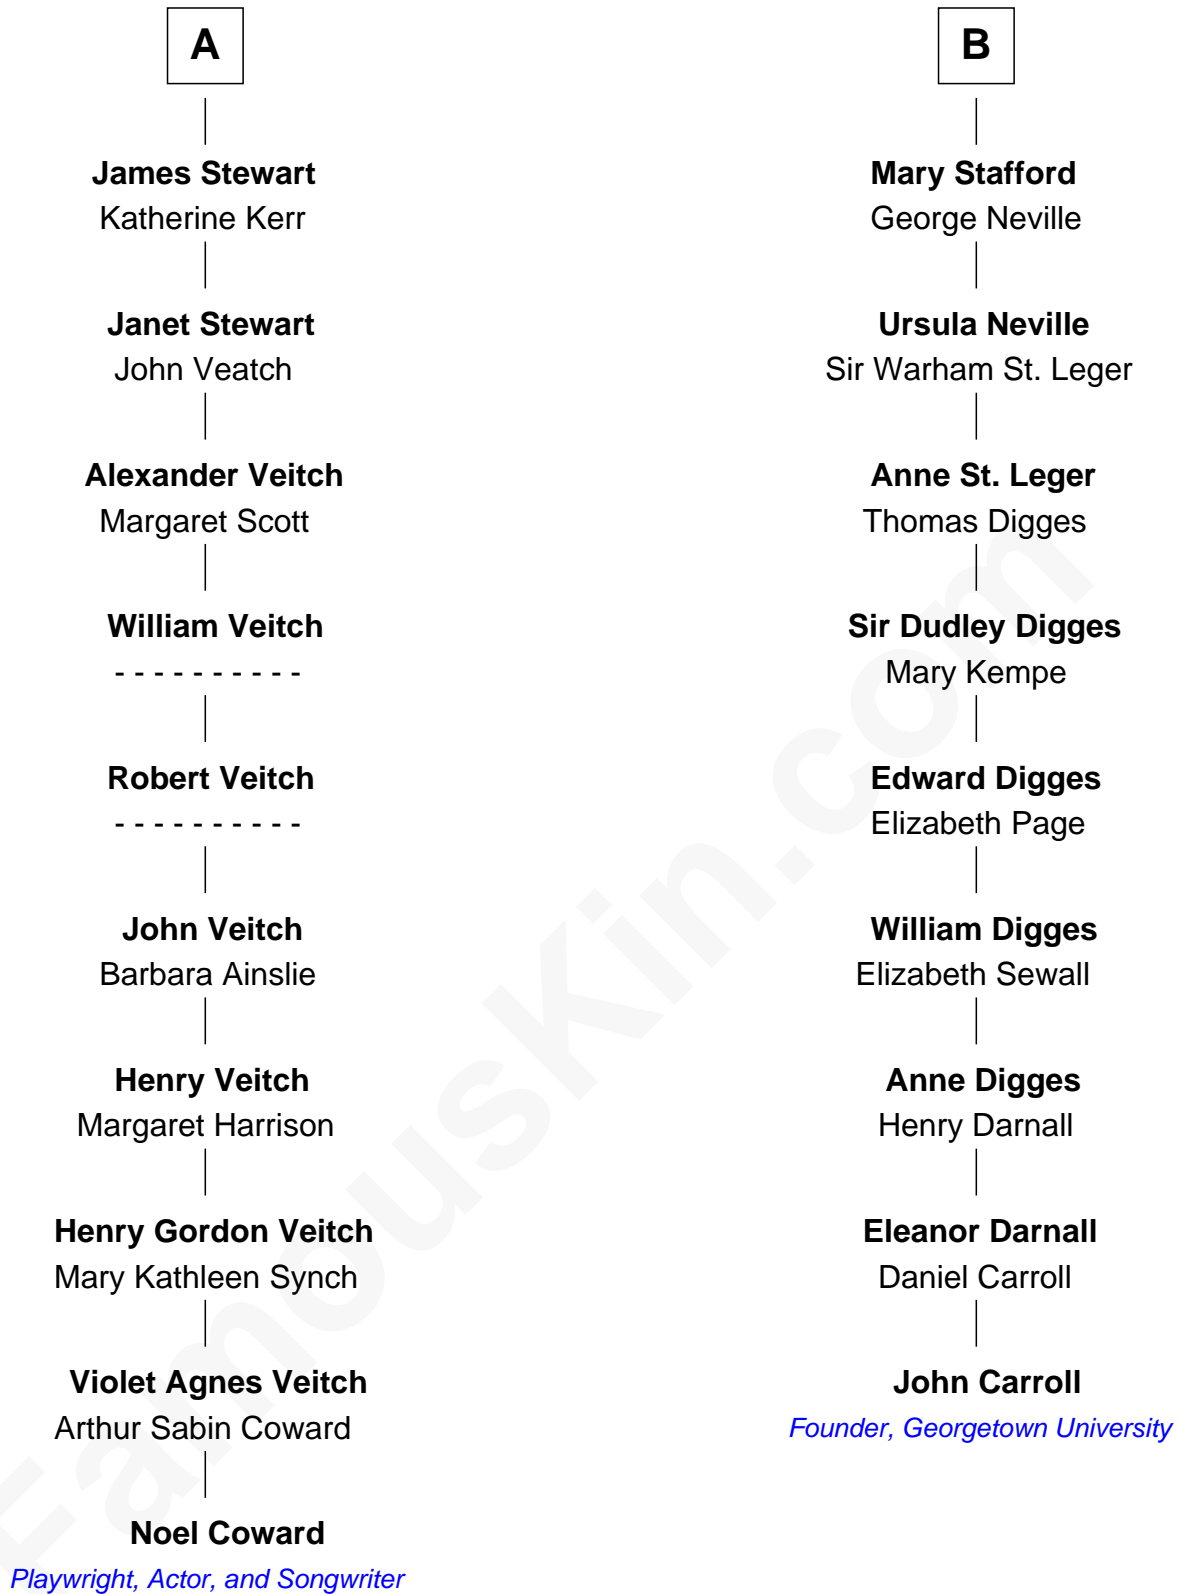 A
James Stewart
Katherine Kerr
Janet Stewart
John Veatch
Alexander Veitch
Margaret Scott
William Veitch
- - - - - - - - - -
Robert Veitch
- - - - - - - - - -
John Veitch
Barbara Ainslie
Henry Veitch
Margaret Harrison
Henry Gordon Veitch
Mary Kathleen Synch
Violet Agnes Veitch
Arthur Sabin Coward
Noel Coward
Playwright, Actor, and Songwriter
B
Mary Stafford
George Neville
Ursula Neville
Sir Warham St. Leger
Anne St. Leger
Thomas Digges
Sir Dudley Digges
Mary Kempe
Edward Digges
Elizabeth Page
William Digges
Elizabeth Sewall
Anne Digges
Henry Darnall
Eleanor Darnall
Daniel Carroll
John Carroll
Founder, Georgetown University
FamousKin.com